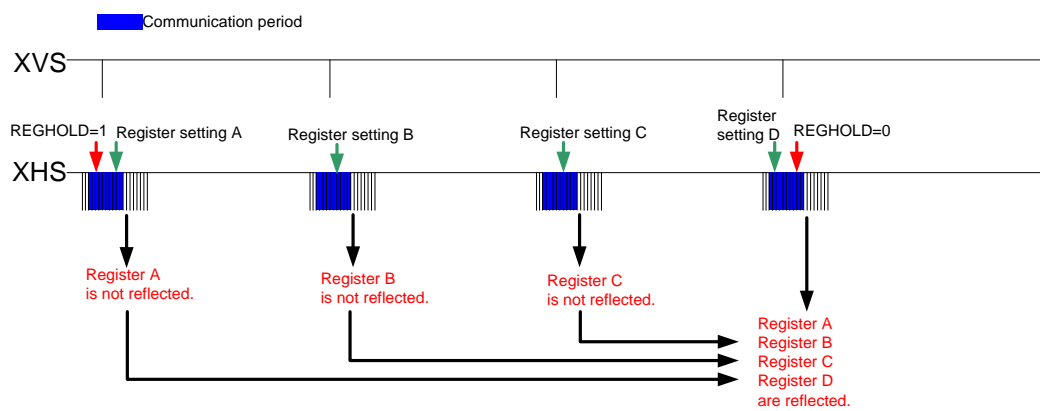 Communication period
XVS
REGHOLD=1
Register setting A
Register setting B
Register setting C
Register
setting D
REGHOLD=0
XHS
Register A
is not reflected.
Register B
is not reflected.
Register C
is not reflected.
Register A
Register B
Register C
Register D
are reflected.